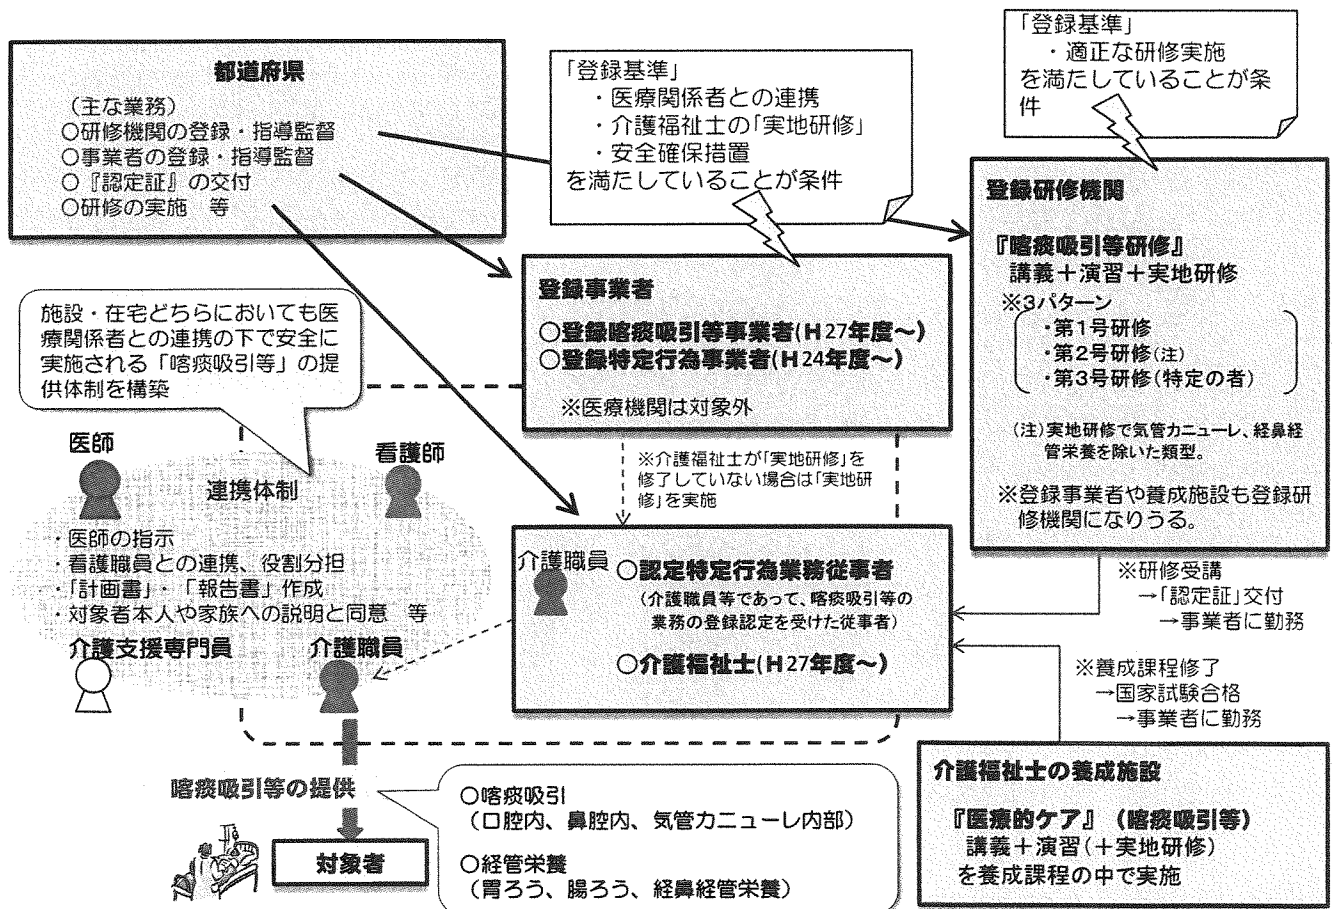 都道府県
（主な業務）
○研修機関の登録・指導監督
○事業者の登録・指導監督
○『認定証』の交付
○研修の実施　等
「登録基準」
・医療関係者との連携
・介護福祉士の「実地研修」
・安全確保措置
を満たしていることが条件
「登録基準」
・適正な研修実施
を満たしていることが条
件
登録研修機関
『喀痰吸引等研修』
講義＋演習＋実地研修
※3パターン
・第1号研修
・第2号研修(注)
・第3号研修(特定の者)
(注)実地研修で気管カニューレ、経鼻経
管栄養を除いた類型。
※登録事業者や養成施設も登録研
修機関になりうる。
登録事業者
○登録喀痰吸引等事業者(H27年度～)
○登録特定行為事業者(H24年度～)
※医療機関は対象外
施設・在宅どちらにおいても医
療関係者との連携の下で安全に
実施される「喀痰吸引等」の提
供体制を構築
医師
看護師
連携体制
・医師の指示
・看護職員との連携、役割分担
・「計画書」・「報告書」作成
・対象者本人や家族への説明と同意　等
介護支援専門員
介護職員
※介護福祉士が「実地研修」を
修了していない場合は「実地研
修」を実施
介護職員
○認定特定行為業務従事者
(介護職員等であって、喀痰吸引等の
業務の登録認定を受けた従事者)
○介護福祉士(H27年度～)
※研修受講
→「認定証」交付
→事業者に勤務
※養成課程修了
→国家試験合格
→事業者に勤務
喀痰吸引等の提供
対象者
○喀痰吸引
（口腔内、鼻腔内、気管カニューレ内部）
○経管栄養
（胃ろう、腸ろう、経鼻経管栄養）
介護福祉士の養成施設
『医療的ケア』（喀痰吸引等）
講義＋演習(＋実地研修)
を養成課程の中で実施